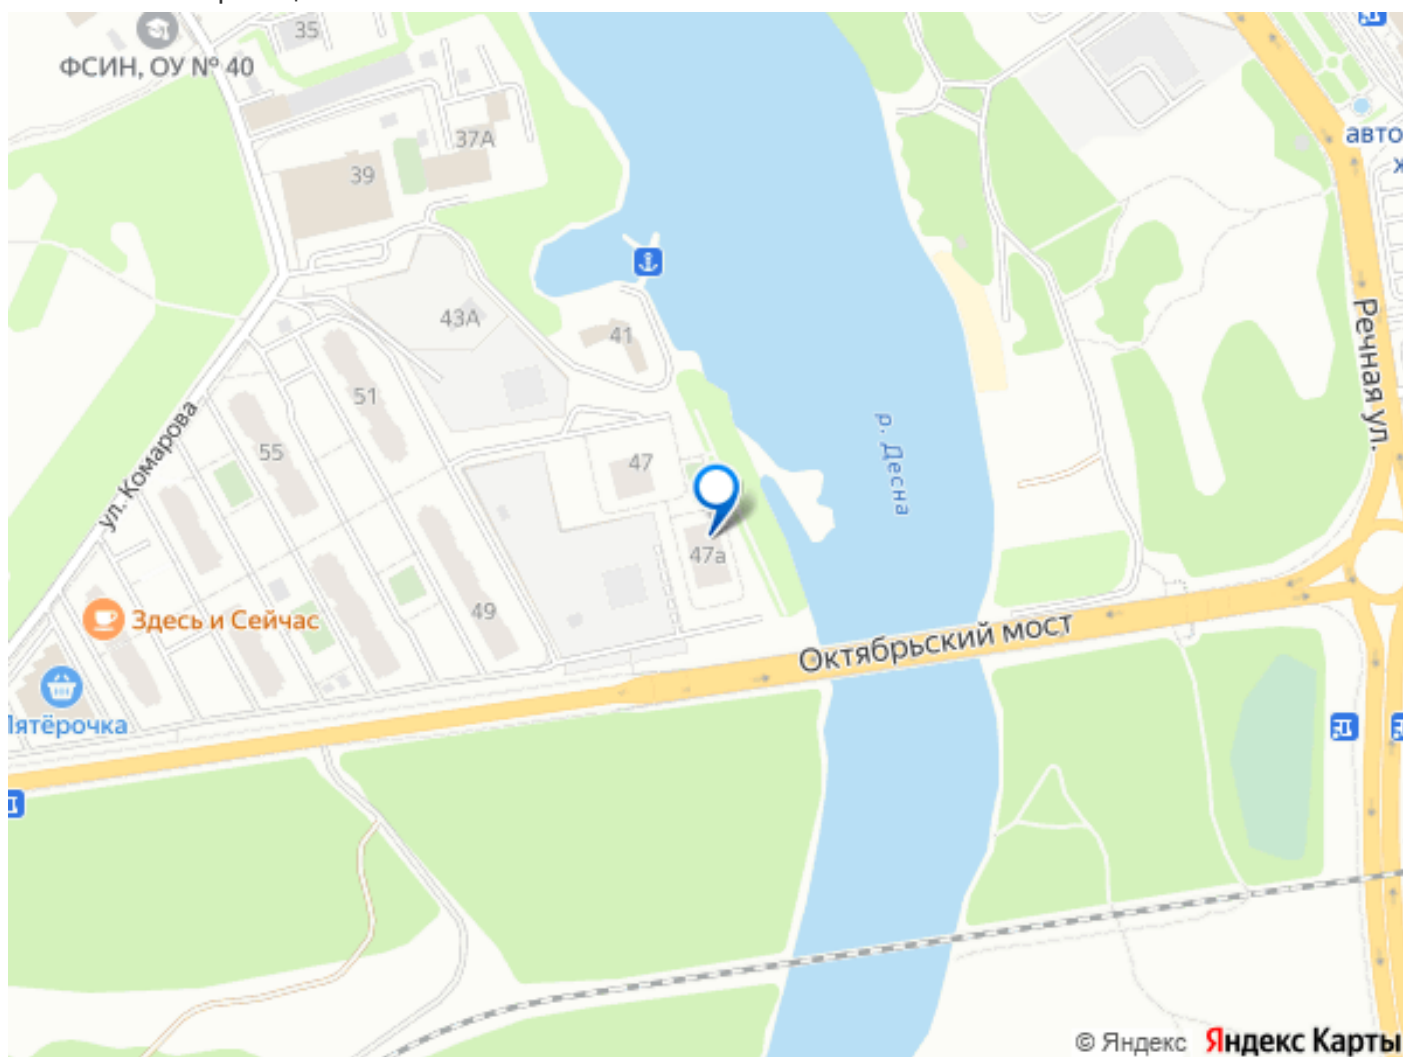 35
ФСИН, ОУ № 40
37А
39
авто
ж
43А
41
Речная ул.
51
ул. Комарова
55
47
р. Десна
47а
49
Здесь и Сейчас
Октябрьский мост
Пятёрочка
© Яндекс Яндекс Карты